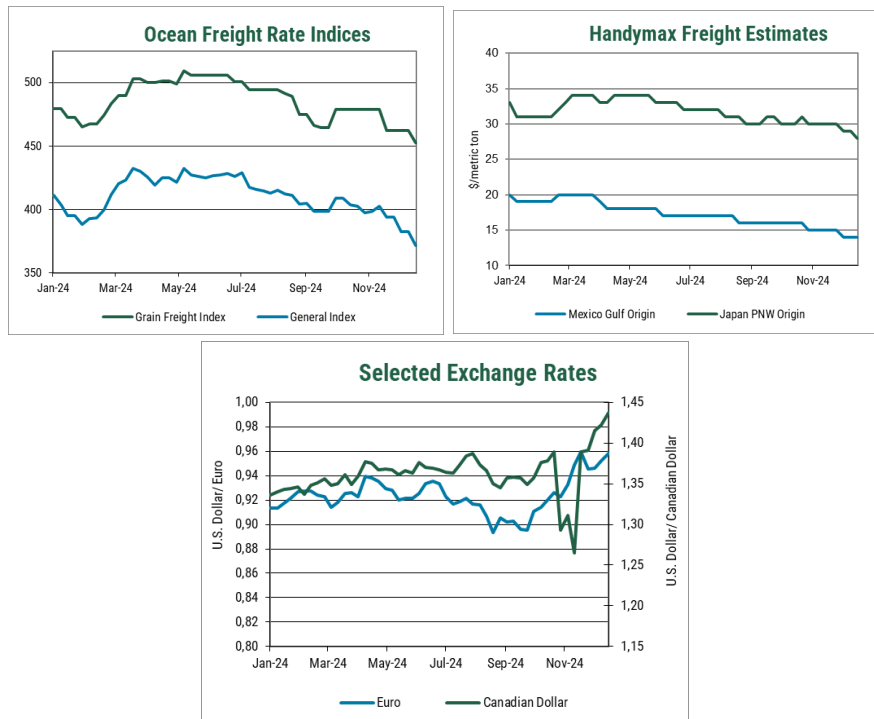 Ocean Freight Rate Indices
500
450
400
350
Jan-24 Mar-24 May-24 Jul-24 Sep-24 Nov-24
Grain Freight Index General Index
Handymax Freight Estimates
$/metric ton
40
35
30
25
20
15
10
Jan-24 Mar-24 May-24 Jul-24 Sep-24 Nov-24
Mexico Gulf Origin Japan PNW Origin
Selected Exchange Rates
U.S. Dollar/ Euro
1,00
0,98
0,96
0,94
0,92
0,90
0,88
0,86
0,84
0,82
0,80
1,45
1,40
1,35
1,30
1,25
1,20
1,15
U.S. Dollar/ Canadian Dollar
Jan-24 Mar-24 May-24 Jul-24 Sep-24 Nov-24
Euro Canadian Dollar